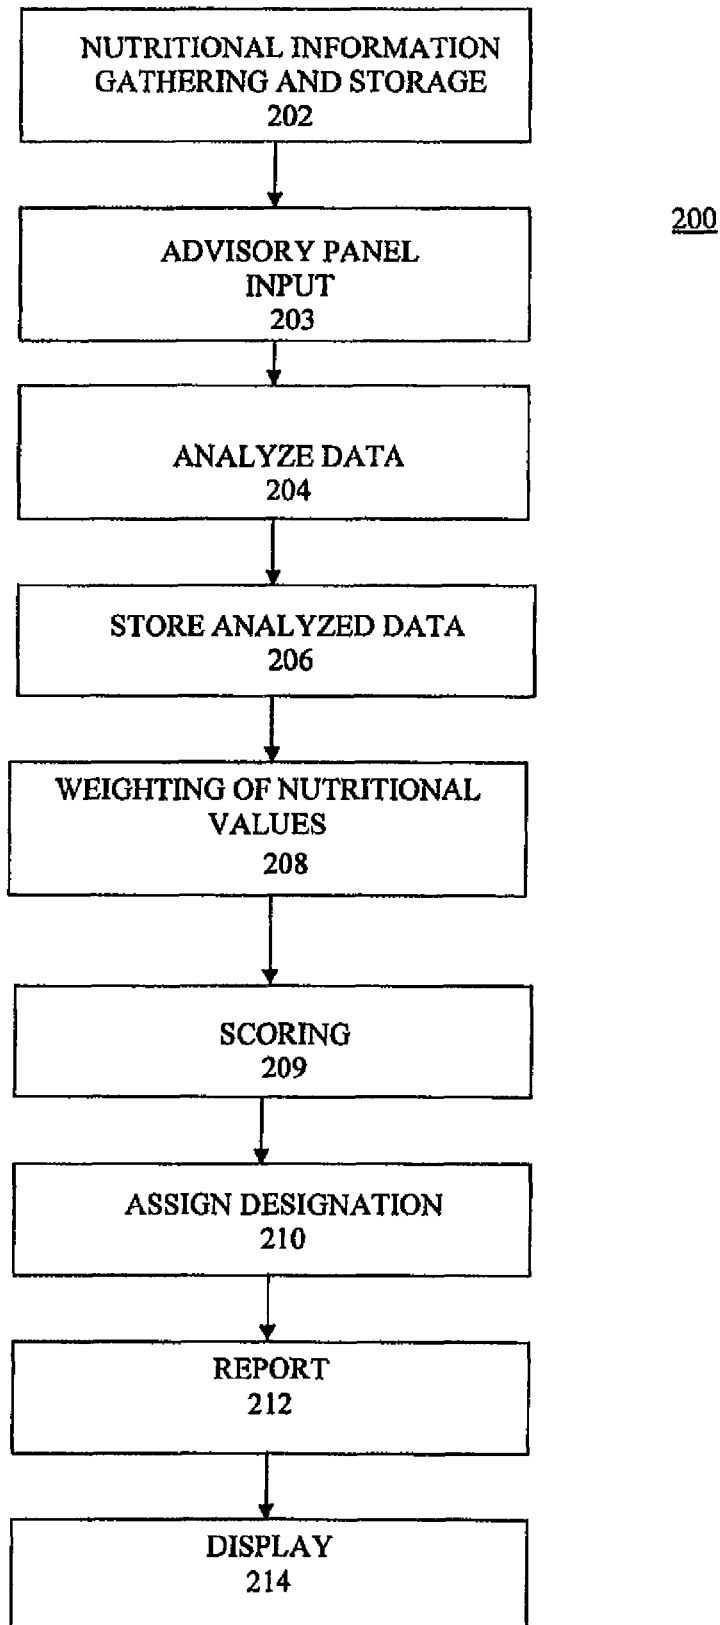 NUTRITIONAL INFORMATION
GATHERING AND STORAGE
202
200
ADVISORY PANEL
INPUT
203
ANALYZE DATA
204
STORE ANALYZED DATA
206
WEIGHTING OF NUTRITIONAL
VALUES
208
SCORING
209
ASSIGN DESIGNATION
210
REPORT
212
DISPLAY
214